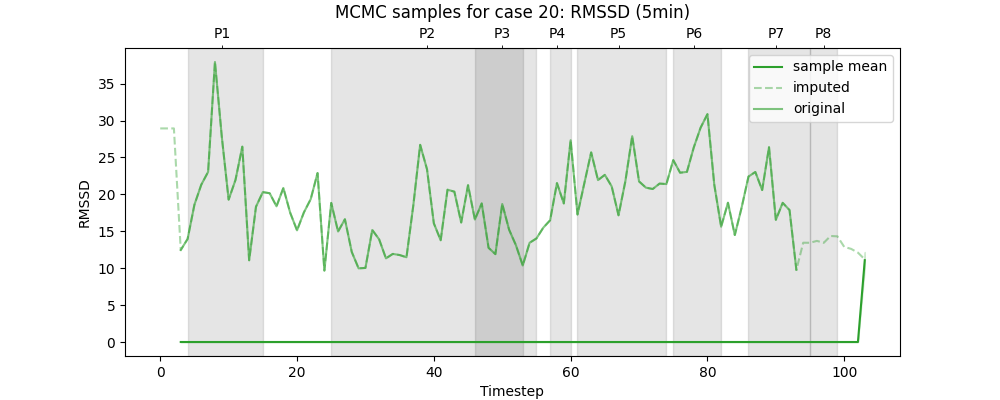 MCMC samples for case 20: RMSSD (5min)
P1 P2 P3 P4 P5 P6 P7 P8
sample mean
imputed
original
35
30
25
20
15
10
5
0
RMSSD
0 20 40 60 80 100
Timestep